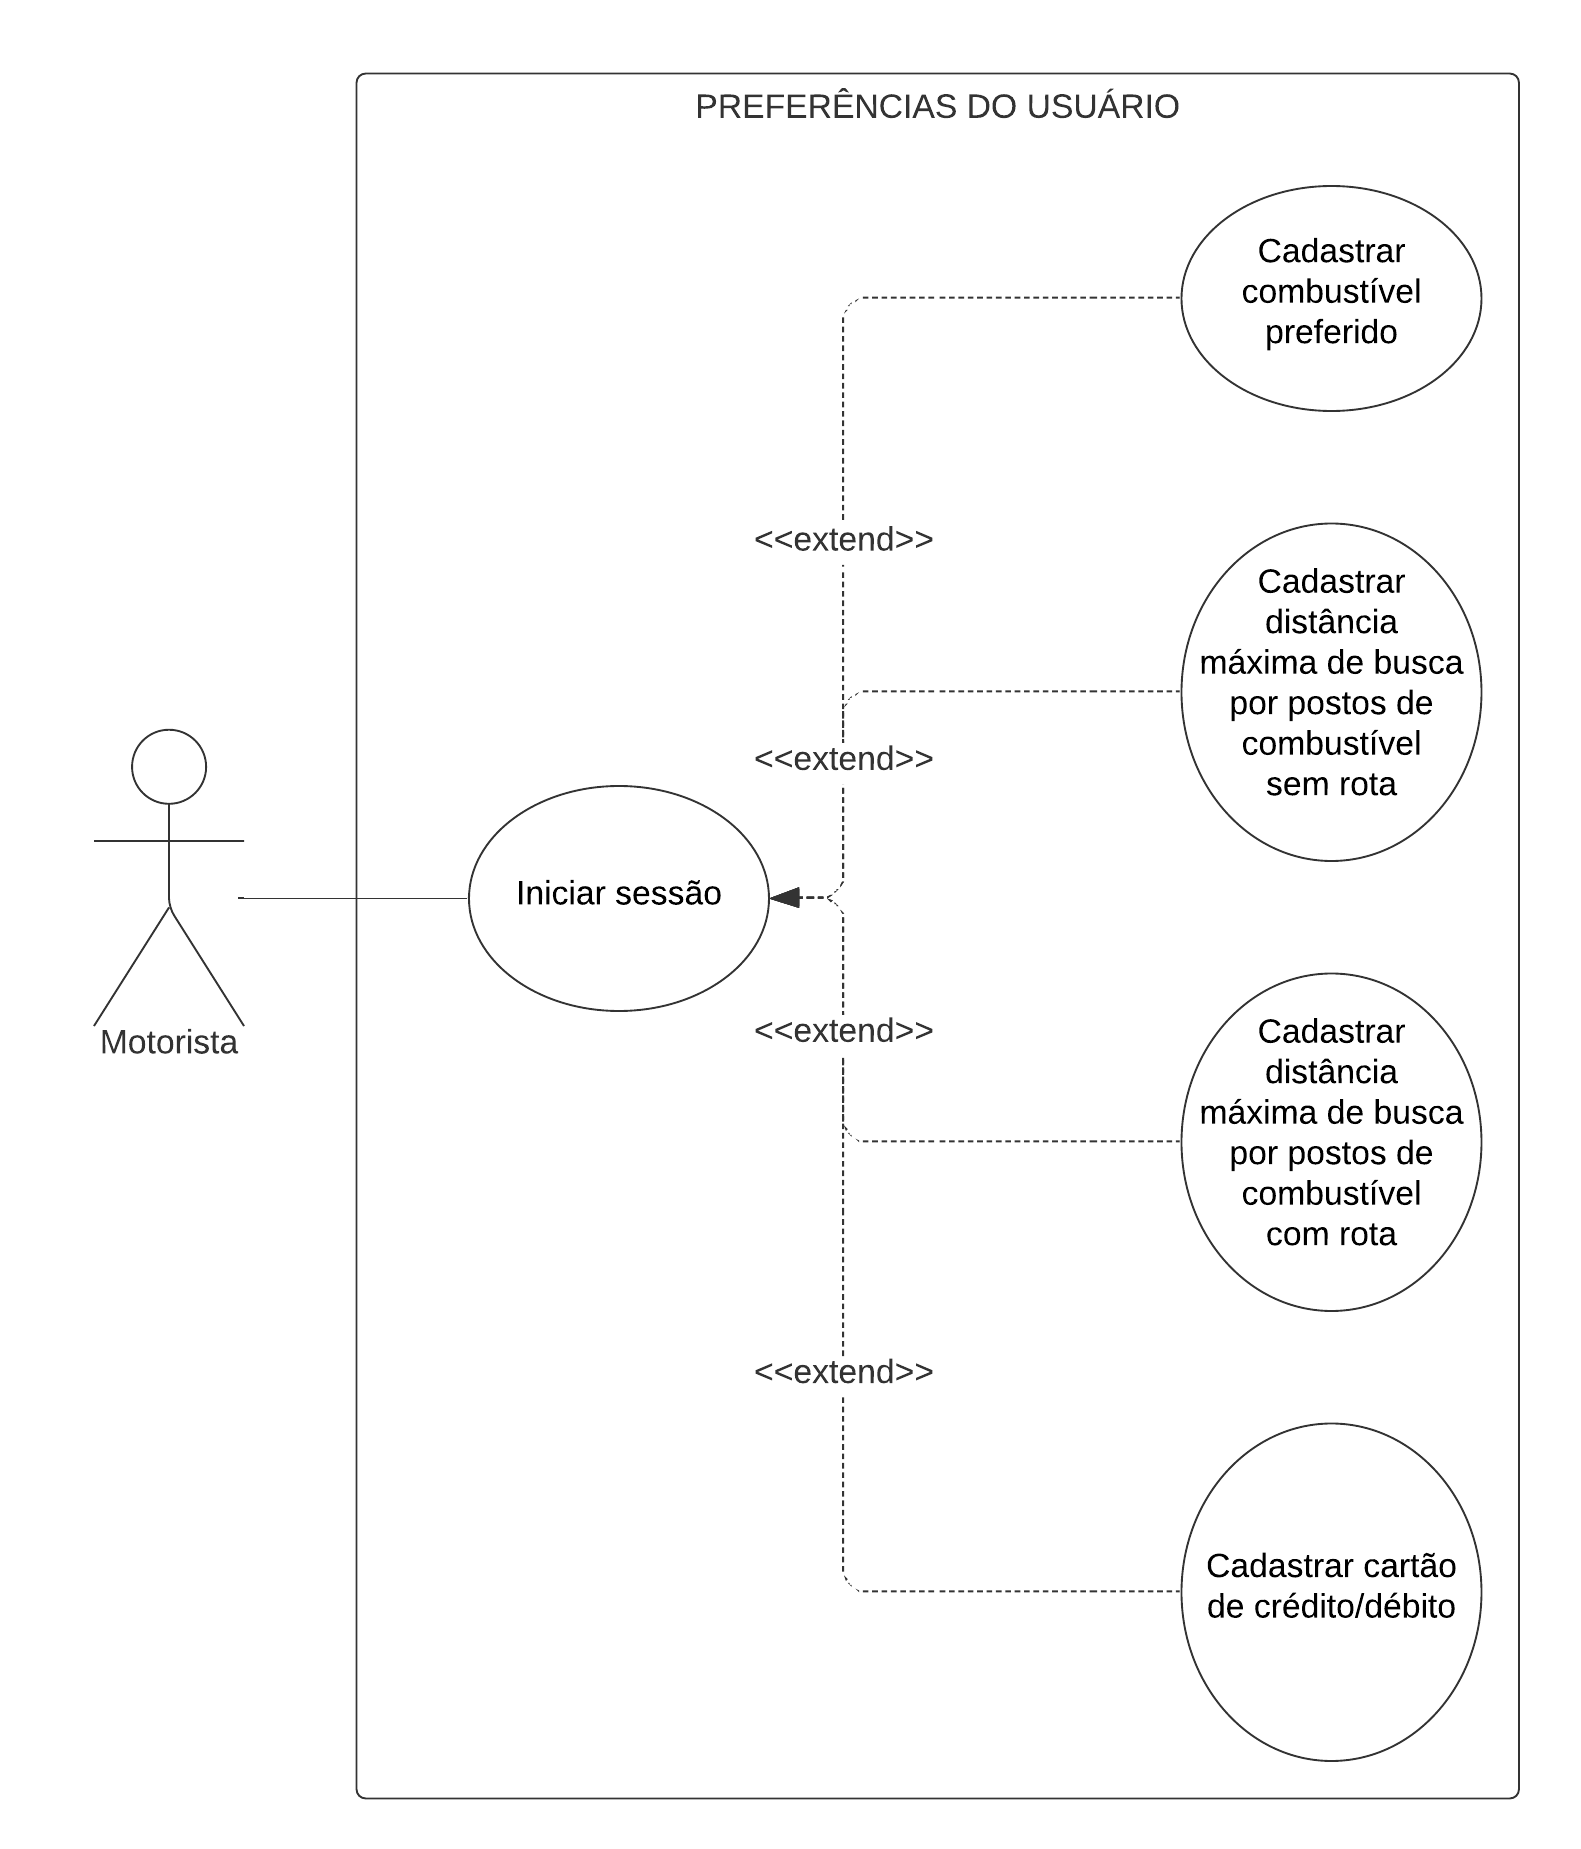 PREFERÊNCIAS DO USUÁRIO
Cadastrar
combustível
preferido
<<extend>>
Cadastrar
distância
máxima de busca
por postos de
combustível
sem rota
<<extend>>
Iniciar sessão
Motorista
<<extend>>
Cadastrar
distância
máxima de busca
por postos de
combustível
com rota
<<extend>>
Cadastrar cartão
de crédito/débito